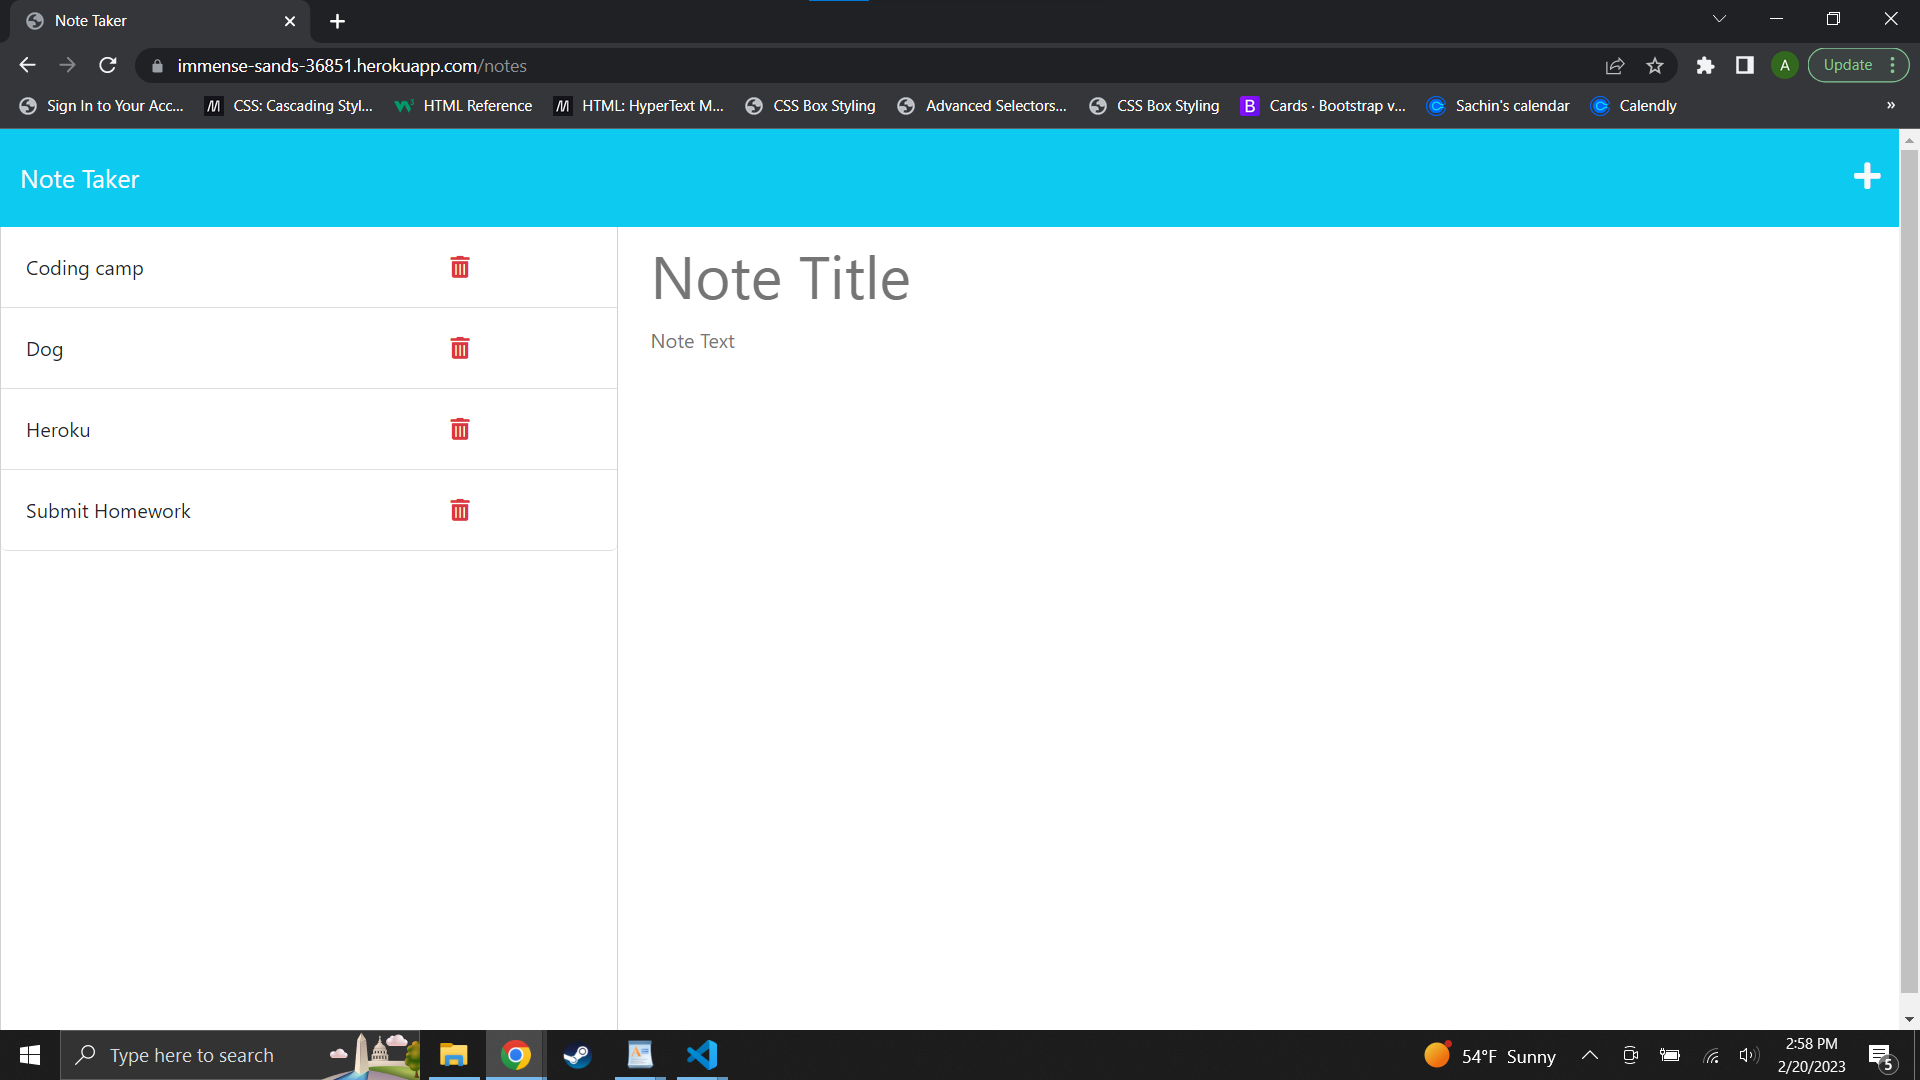 Note Taker
immense-sands-36851.herokuapp.com/notes
A
Update
Sign In to Your Acc...
CSS: Cascading Styl...
HTML Reference
HTML: HyperText M...
CSS Box Styling
Advanced Selectors...
CSS Box Styling
B
Cards · Bootstrap v...
Sachin's calendar
Calendly
»
Note Taker
Coding camp
Dog
Heroku
Submit Homework
Note Title
Note Text
Type here to search
54°F Sunny
2:58 PM
2/20/2023
5